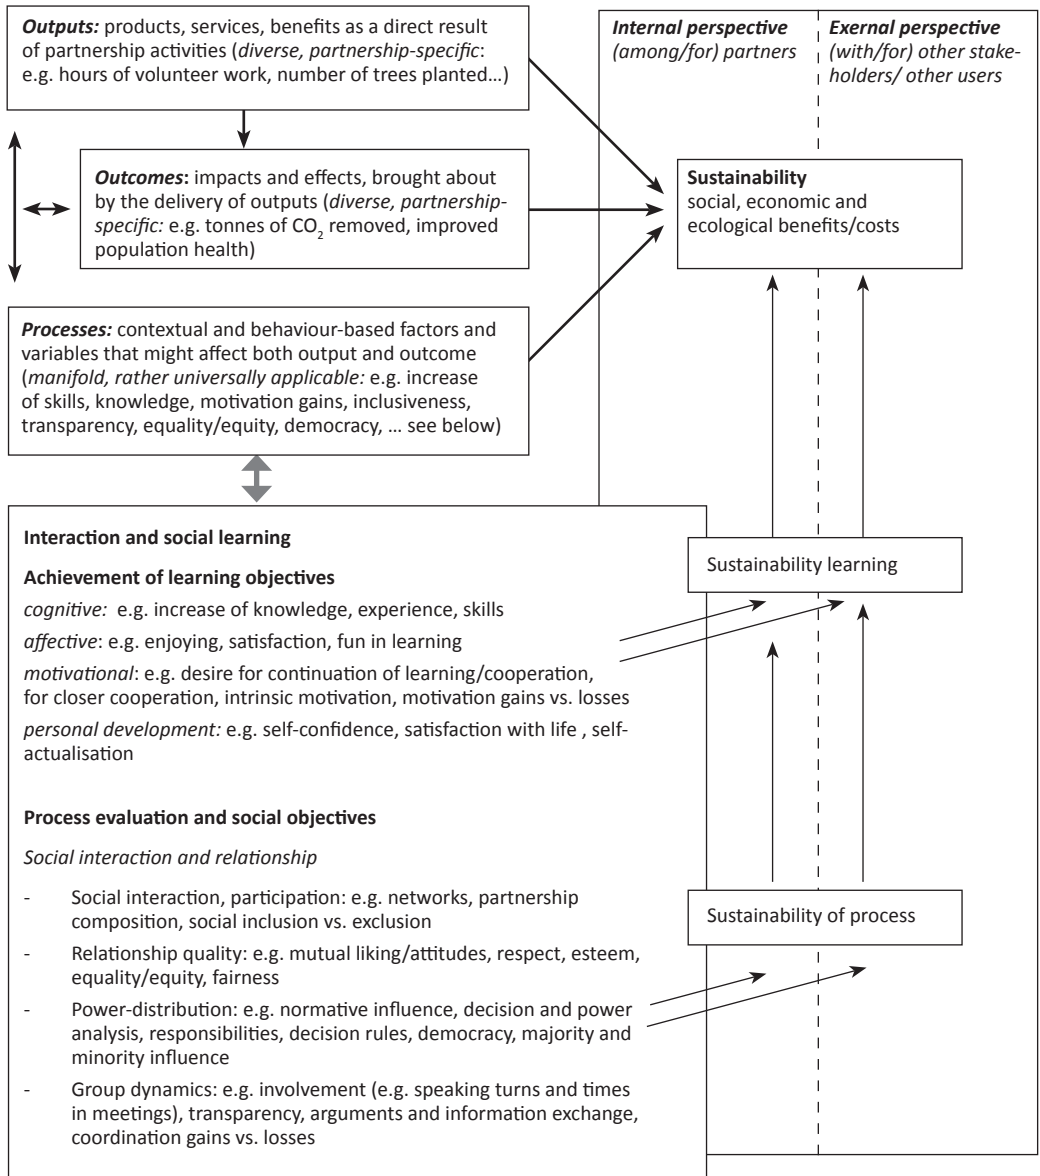 Outputs: products, services, benefits as a direct result
of partnership activities (diverse, partnership-specific:
e.g. hours of volunteer work, number of trees planted…)
Internal perspective
(among/for) partners
Exernal perspective
(with/for) other stake-
holders/ other users
Outcomes: impacts and effects, brought about
by the delivery of outputs (diverse, partnership-
specific: e.g. tonnes of CO2 removed, improved
population health)
Sustainability
social, economic and
ecological benefits/costs
Processes: contextual and behaviour-based factors and
variables that might affect both output and outcome
(manifold, rather universally applicable: e.g. increase
of skills, knowledge, motivation gains, inclusiveness,
transparency, equality/equity, democracy, … see below)
Interaction and social learning
Achievement of learning objectives
cognitive: e.g. increase of knowledge, experience, skills
affective: e.g. enjoying, satisfaction, fun in learning
motivational: e.g. desire for continuation of learning/cooperation,
for closer cooperation, intrinsic motivation, motivation gains vs. losses
personal development: e.g. self-confidence, satisfaction with life , self-
actualisation
Sustainability learning
Process evaluation and social objectives
Social interaction and relationship
- Social interaction, participation: e.g. networks, partnership
composition, social inclusion vs. exclusion
- Relationship quality: e.g. mutual liking/attitudes, respect, esteem,
equality/equity, fairness
- Power-distribution: e.g. normative influence, decision and power
analysis, responsibilities, decision rules, democracy, majority and
minority influence
- Group dynamics: e.g. involvement (e.g. speaking turns and times
in meetings), transparency, arguments and information exchange,
coordination gains vs. losses
Sustainability of process